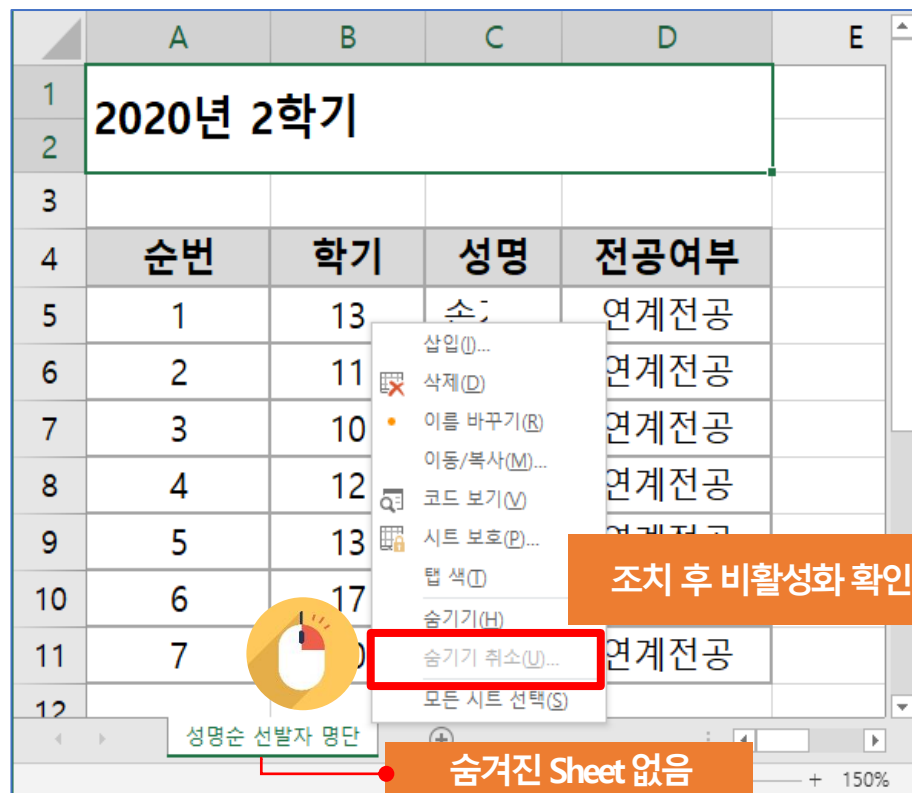 A B C D E
1 2020년 2학기
2
3
4 순번 학기 성명 전공여부
5 1 13 연계전공
6 2 11 연계전공
7 3 10 연계전공
8 4 12 연계전공
9 5 13
10 6 17
11 7 연계전공
12
삽입(I)...
삭제(D)
이름 바꾸기(R)
이동/복사(M)...
코드 보기(V)
시트 보호(P)...
탭 색(T)
숨기기(H)
숨기기 취소(U)...
모든 시트 선택(S)
조치 후 비활성화 확인
성명순 선발자 명단
숨겨진 Sheet 없음
+ 150%